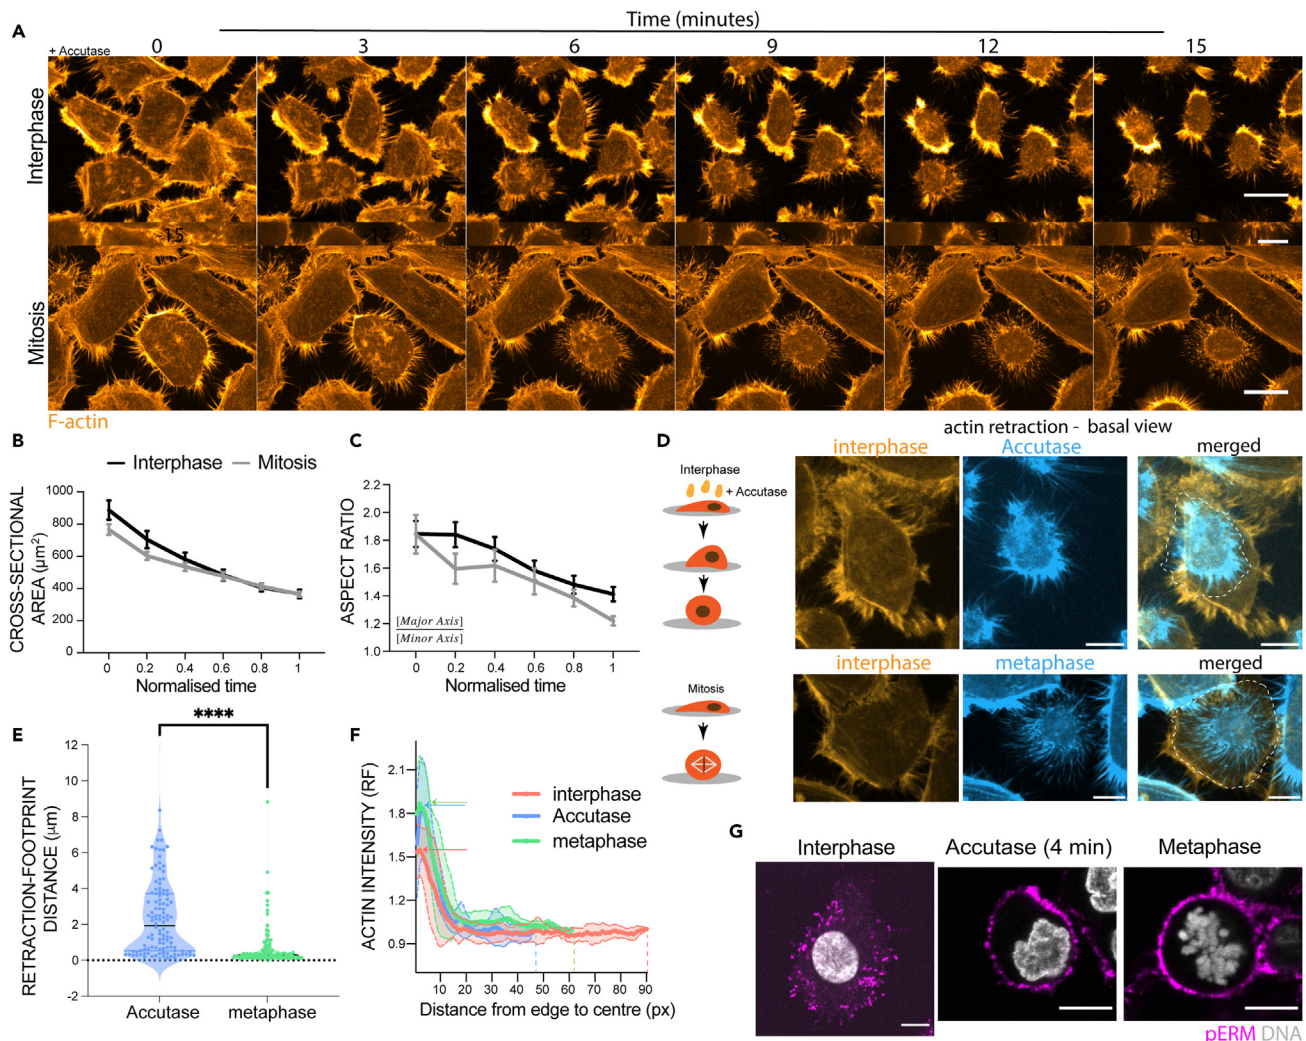 Time (minutes)
A
+ Accutase 0 3 6 9 12 15
Interphase
-15 -12 -9 -6 -3 0
Mitosis
F-actin
B
Interphase Mitosis
CROSS-SECTIONAL
AREA (μm²)
1000
800
600
400
200
0
0 0.2 0.4 0.6 0.8 1
Normalised time
C
ASPECT RATIO
2.2
2.0
1.8
1.6
1.4
1.2
1.0
[Major Axis]
[Minor Axis]
0 0.2 0.4 0.6 0.8 1
Normalised time
D
actin retraction - basal view
interphase Accutase merged
Interphase
+ Accutase
interphase metaphase merged
Mitosis
E
****
RETRACTION-FOOTPRINT
DISTANCE (μm)
12
10
8
6
4
2
0
-2
Accutase metaphase
F
ACTIN INTENSITY (RF)
2.1
1.8
1.5
1.2
0.9
interphase
Accutase
metaphase
10 20 30 40 50 60 70 80 90
Distance from edge to centre (px)
G
Interphase Accutase (4 min) Metaphase
pERM DNA